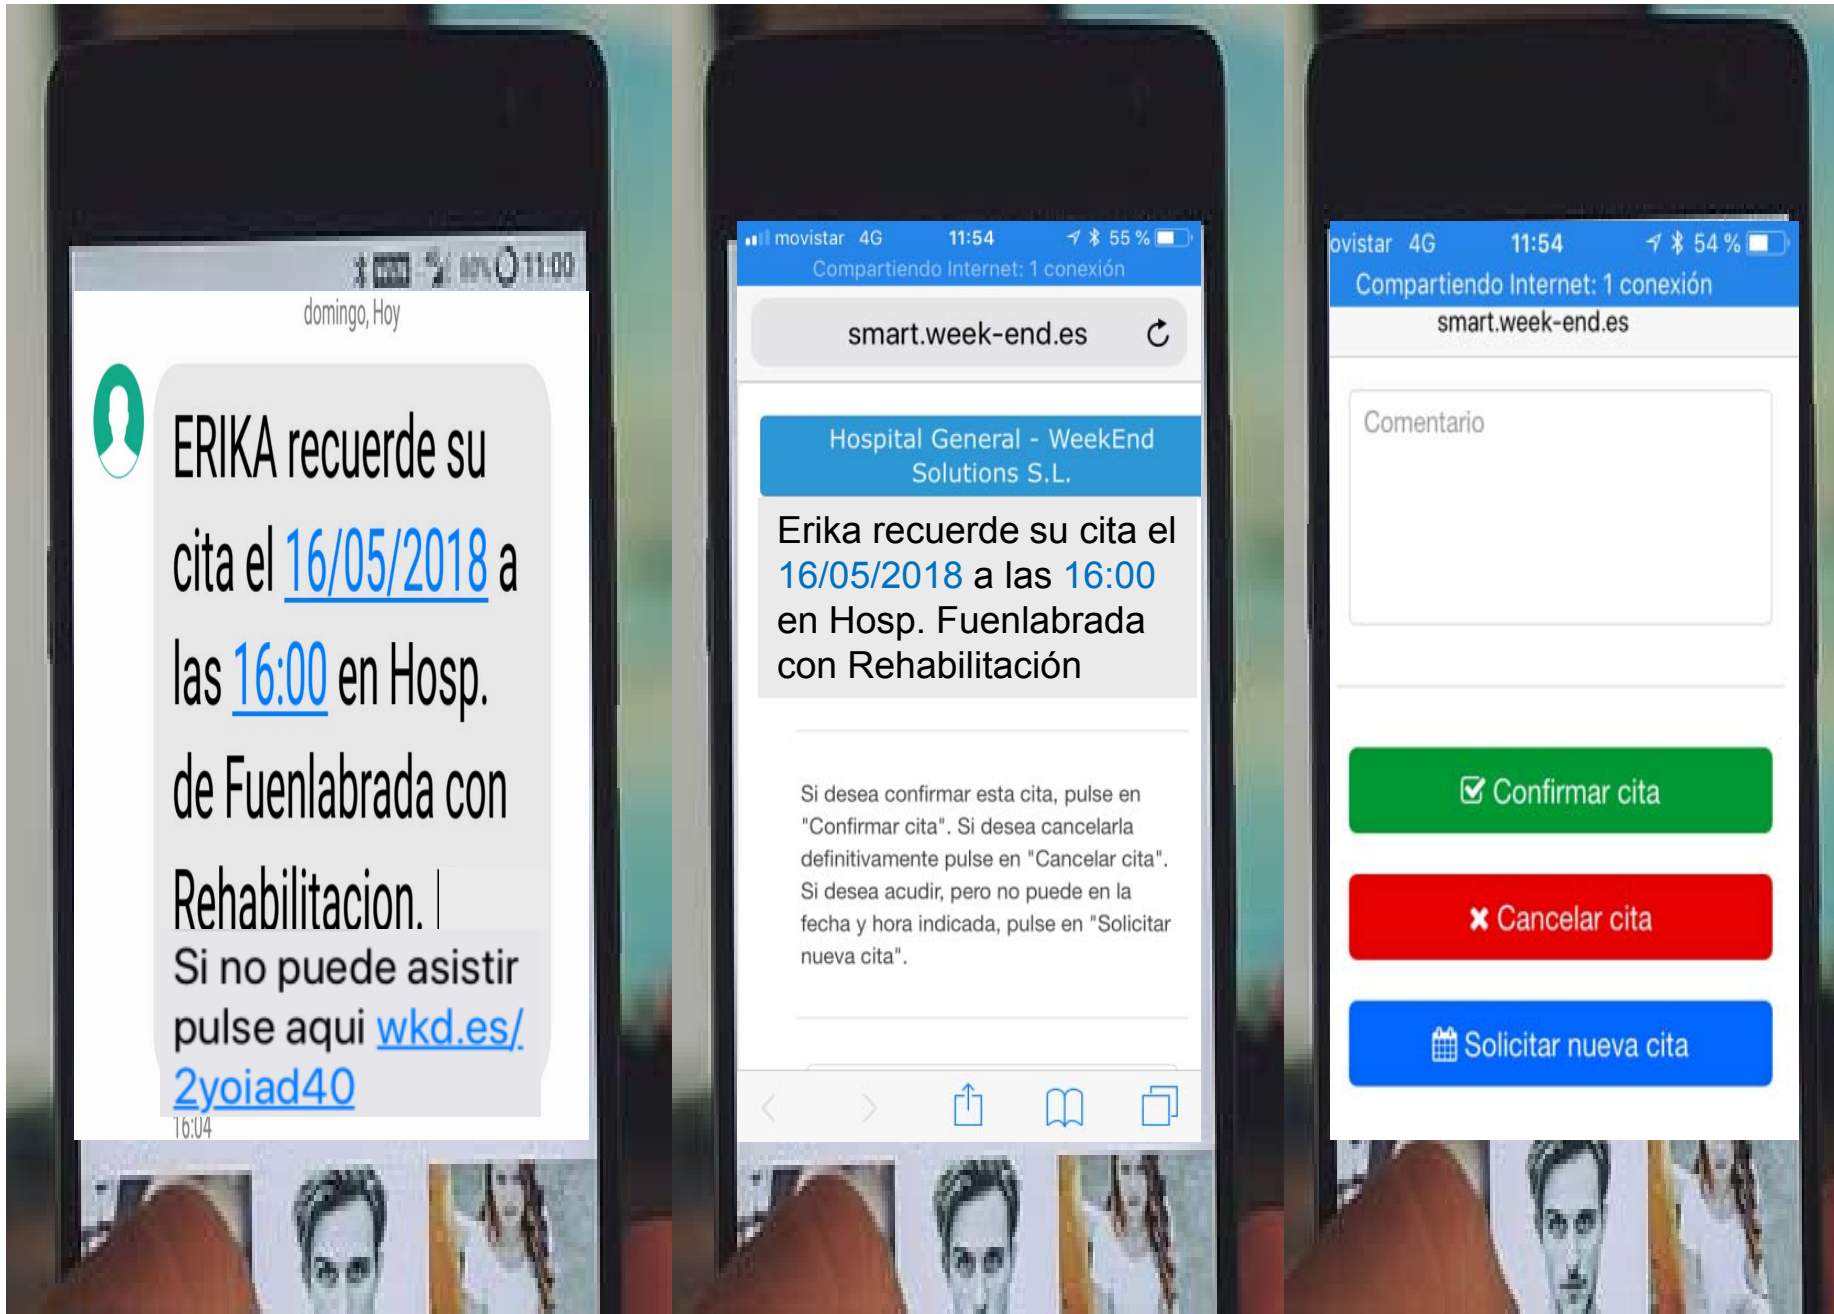 80% 11:00
domingo, Hoy
ERIKA recuerde su
cita el 16/05/2018 a
las 16:00 en Hosp.
de Fuenlabrada con
Rehabilitacion.
Si no puede asistir
pulse aqui wkd.es/
2yoiad40
16:04
movistar 4G 11:54 55 %
Compartiendo Internet: 1 conexión
smart.week-end.es
Hospital General - WeekEnd
Solutions S.L.
Erika recuerde su cita el
16/05/2018 a las 16:00
en Hosp. Fuenlabrada
con Rehabilitación
Si desea confirmar esta cita, pulse en
"Confirmar cita". Si desea cancelarla
definitivamente pulse en "Cancelar cita".
Si desea acudir, pero no puede en la
fecha y hora indicada, pulse en "Solicitar
nueva cita".
ovistar 4G 11:54 54 %
Compartiendo Internet: 1 conexión
smart.week-end.es
Comentario
Confirmar cita
Cancelar cita
Solicitar nueva cita